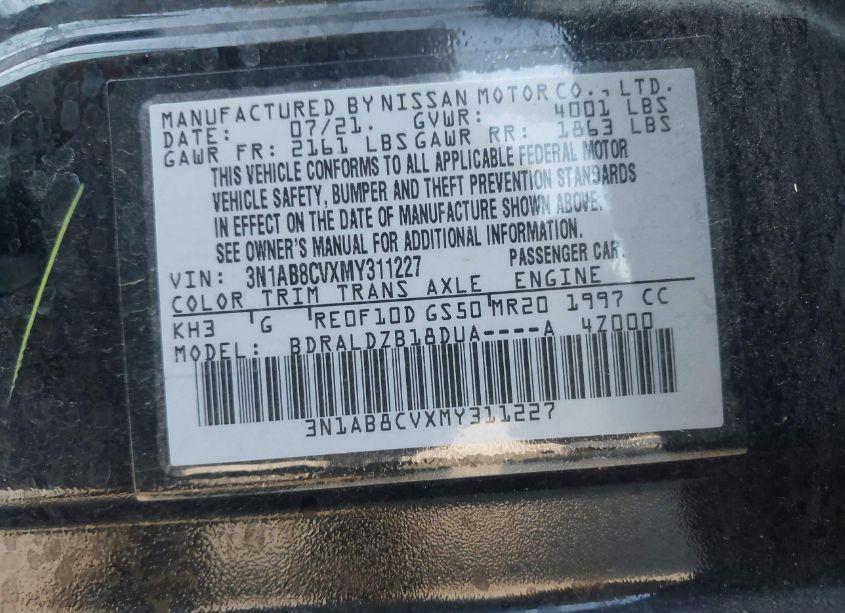 MANUFACTURED BY NISSAN MOTOR CO., LTD.
DATE: 07/21. GVWR: 4001 LBS
GAWR FR: 2161 LBS GAWR RR: 1863 LBS
THIS VEHICLE CONFORMS TO ALL APPLICABLE FEDERAL MOTOR
VEHICLE SAFETY, BUMPER AND THEFT PREVENTION STANDARDS
IN EFFECT ON THE DATE OF MANUFACTURE SHOWN ABOVE.
SEE OWNER'S MANUAL FOR ADDITIONAL INFORMATION.
VIN: 3N1AB8CVXMY311227 PASSENGER CAR
COLOR TRIM TRANS AXLE ENGINE
KH3 G RE0F10D GS50 MR20 1997 CC
MODEL: BDRALDZB18DUA----A 4Z000
3N1AB8CVXMY311227